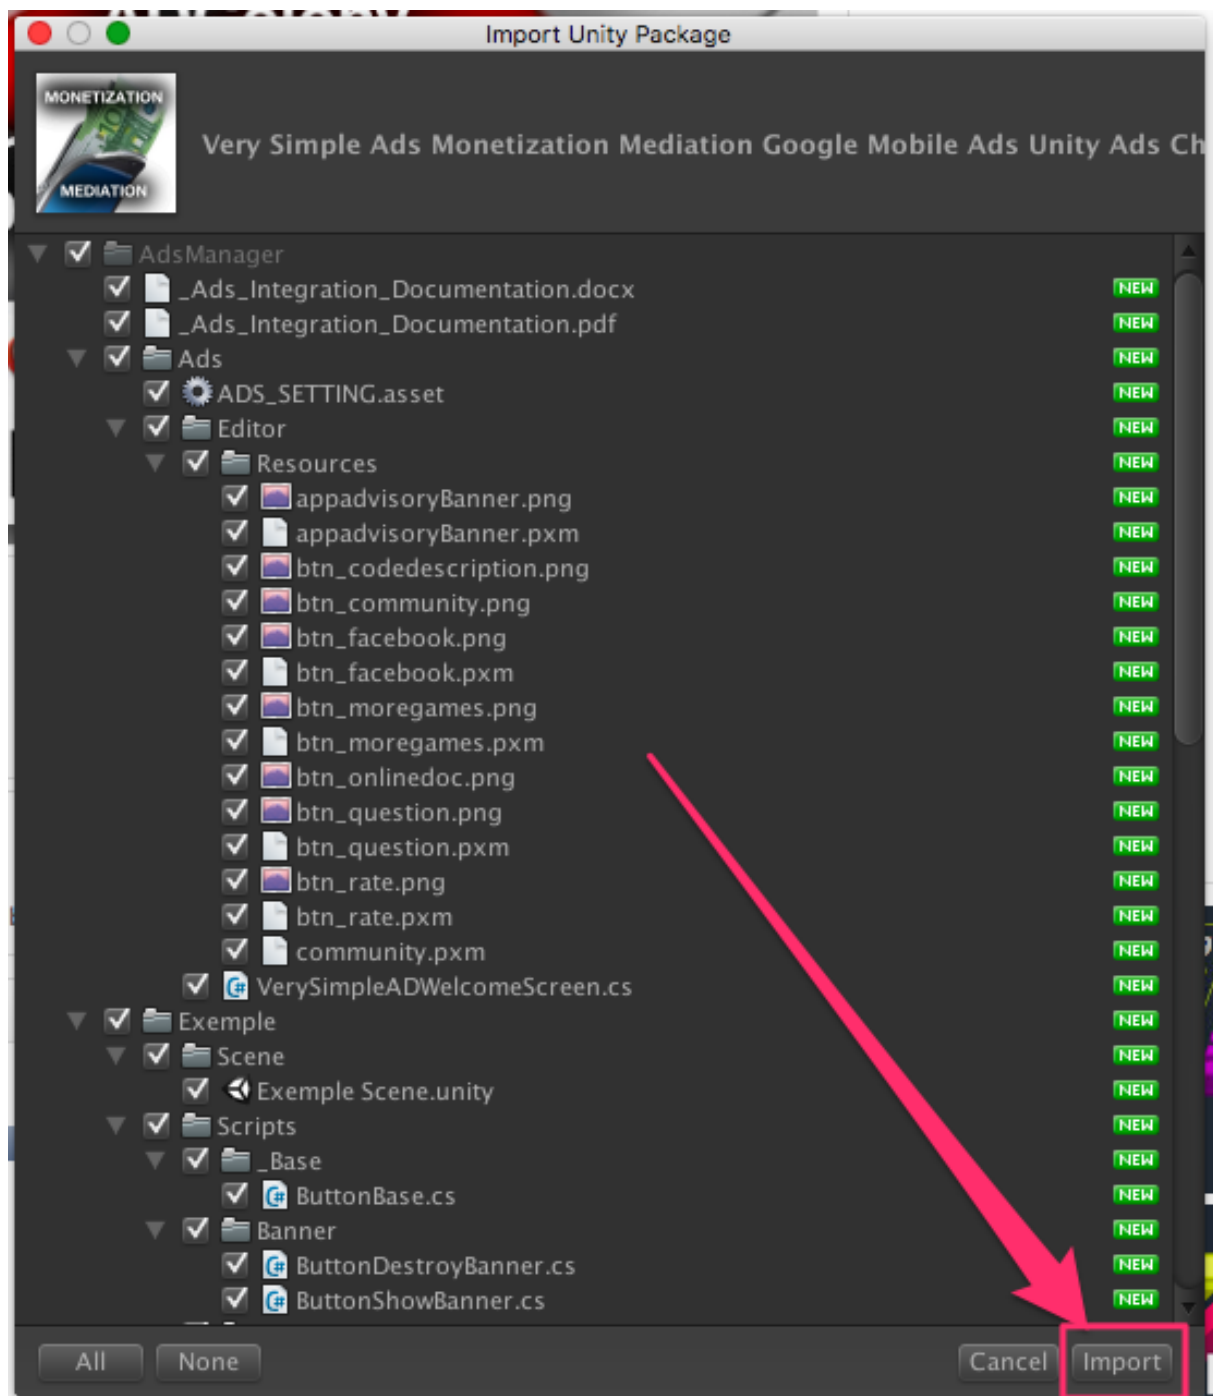 Import Unity Package
MONETIZATION
MEDIATION
Very Simple Ads Monetization Mediation Google Mobile Ads Unity Ads Ch
AdsManager
_Ads_Integration_Documentation.docx NEW
_Ads_Integration_Documentation.pdf NEW
Ads NEW
ADS_SETTING.asset NEW
Editor NEW
Resources NEW
appadvisoryBanner.png NEW
appadvisoryBanner.pxm NEW
btn_codedescription.png NEW
btn_community.png NEW
btn_facebook.png NEW
btn_facebook.pxm NEW
btn_moregames.png NEW
btn_moregames.pxm NEW
btn_onlinedoc.png NEW
btn_question.png NEW
btn_question.pxm NEW
btn_rate.png NEW
btn_rate.pxm NEW
community.pxm NEW
VerySimpleADWelcomeScreen.cs NEW
Exemple NEW
Scene NEW
Exemple Scene.unity NEW
Scripts NEW
_Base NEW
ButtonBase.cs NEW
Banner NEW
ButtonDestroyBanner.cs NEW
ButtonShowBanner.cs NEW
All None Cancel Import